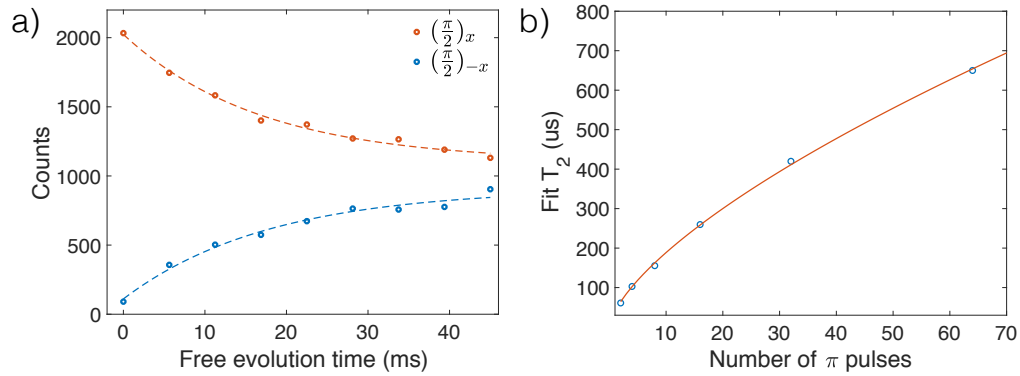 a)
2000
1500
1000
500
0
Counts
0 10 20 30 40
Free evolution time (ms)
(π/2)ₓ
(π/2)₋ₓ
b)
800
700
600
500
400
300
200
100
Fit T₂ (us)
10 20 30 40 50 60 70
Number of π pulses